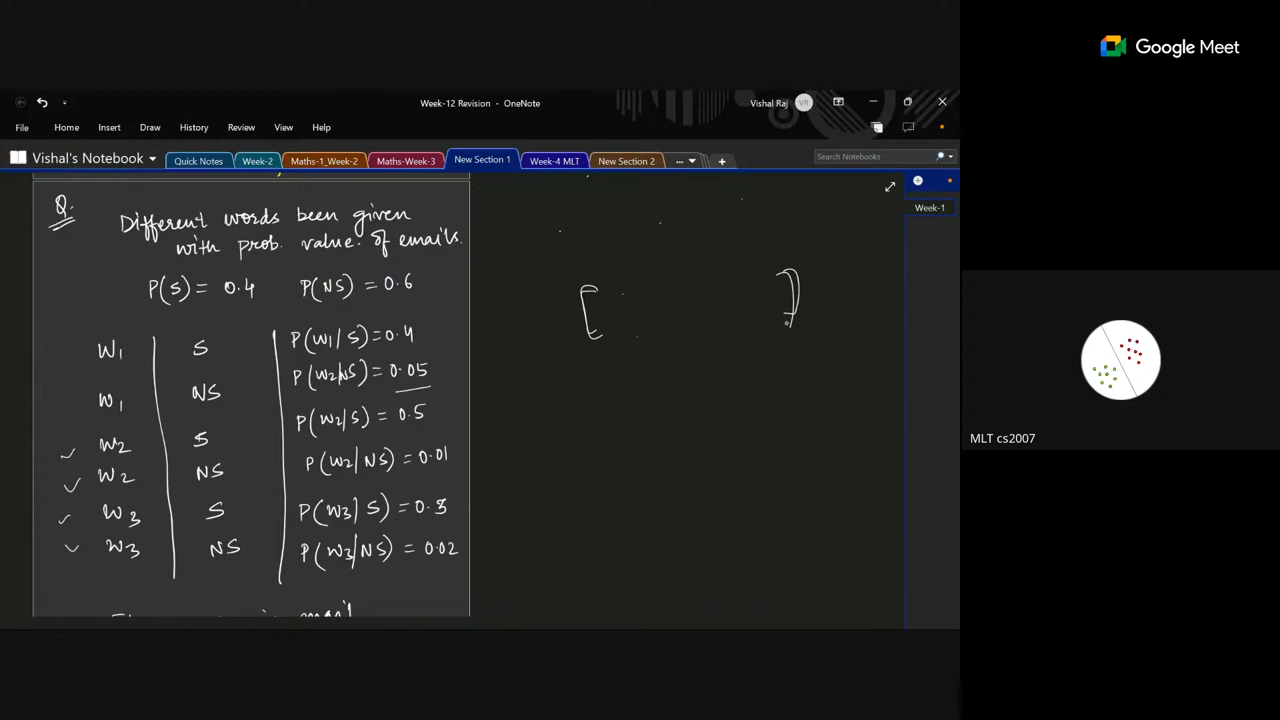 Google Meet
Week-12 Revision - OneNote
Vishal Raj VR
File Home Insert Draw History Review View Help
Vishal's Notebook Quick Notes Week-2 Maths-1_Week-2 Maths-Week-3 New Section 1 Week-4 MLT New Section 2 ... Search Notebooks
Week-1
Q.
Different words been given
with prob. value. of emails.
P(S) = 0.4 P(NS) = 0.6
W1 S P(W1/S) = 0.4
W1 NS P(W2/NS) = 0.05
W2 S P(W2/S) = 0.5
W2 NS P(W2/NS) = 0.01
W3 S P(W3/S) = 0.3
W3 NS P(W3/NS) = 0.02
MLT cs2007